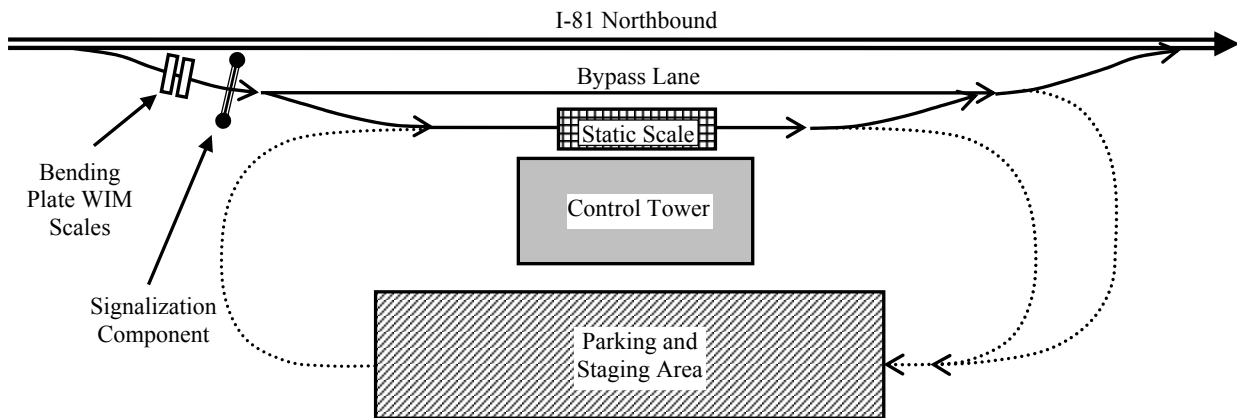 I-81 Northbound
Bypass Lane
Static Scale
Bending
Plate WIM
Scales
Control Tower
Signalization
Component
Parking and
Staging Area